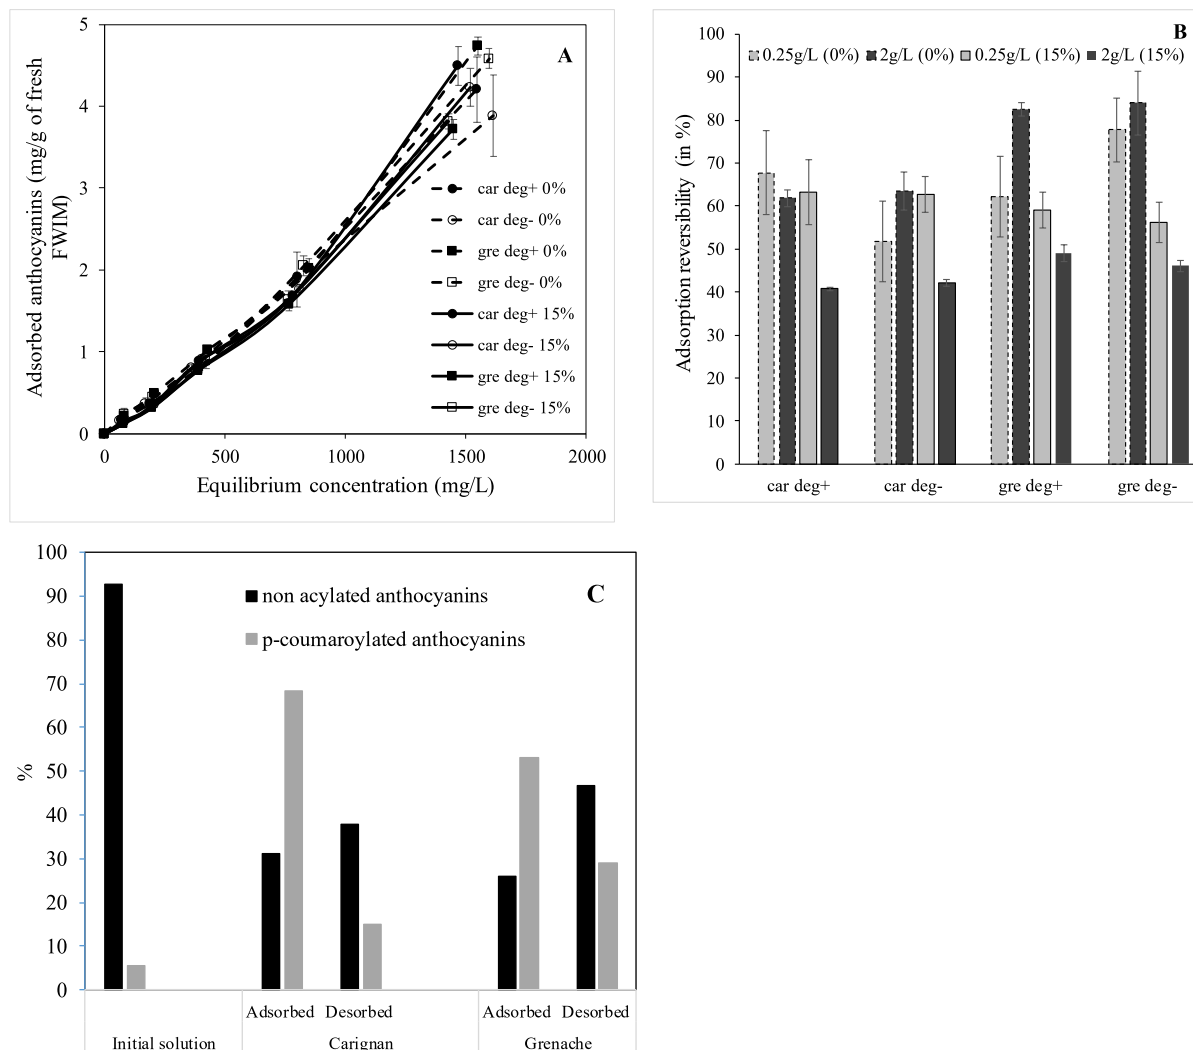 A
Adsorbed anthocyanins (mg/g of fresh
FWIM)
5
4
3
2
1
0
0 500 1000 1500 2000
Equilibrium concentration (mg/L)
car deg+ 0%
car deg- 0%
gre deg+ 0%
gre deg- 0%
car deg+ 15%
car deg- 15%
gre deg+ 15%
gre deg- 15%
B
0.25g/L (0%) 2g/L (0%) 0.25g/L (15%) 2g/L (15%)
Adsorption reversibility (in %)
100
90
80
70
60
50
40
30
20
10
0
car deg+ car deg- gre deg+ gre deg-
C
non acylated anthocyanins
p-coumaroylated anthocyanins
%
100
90
80
70
60
50
40
30
20
10
0
Adsorbed Desorbed Adsorbed Desorbed
Initial solution Carignan Grenache